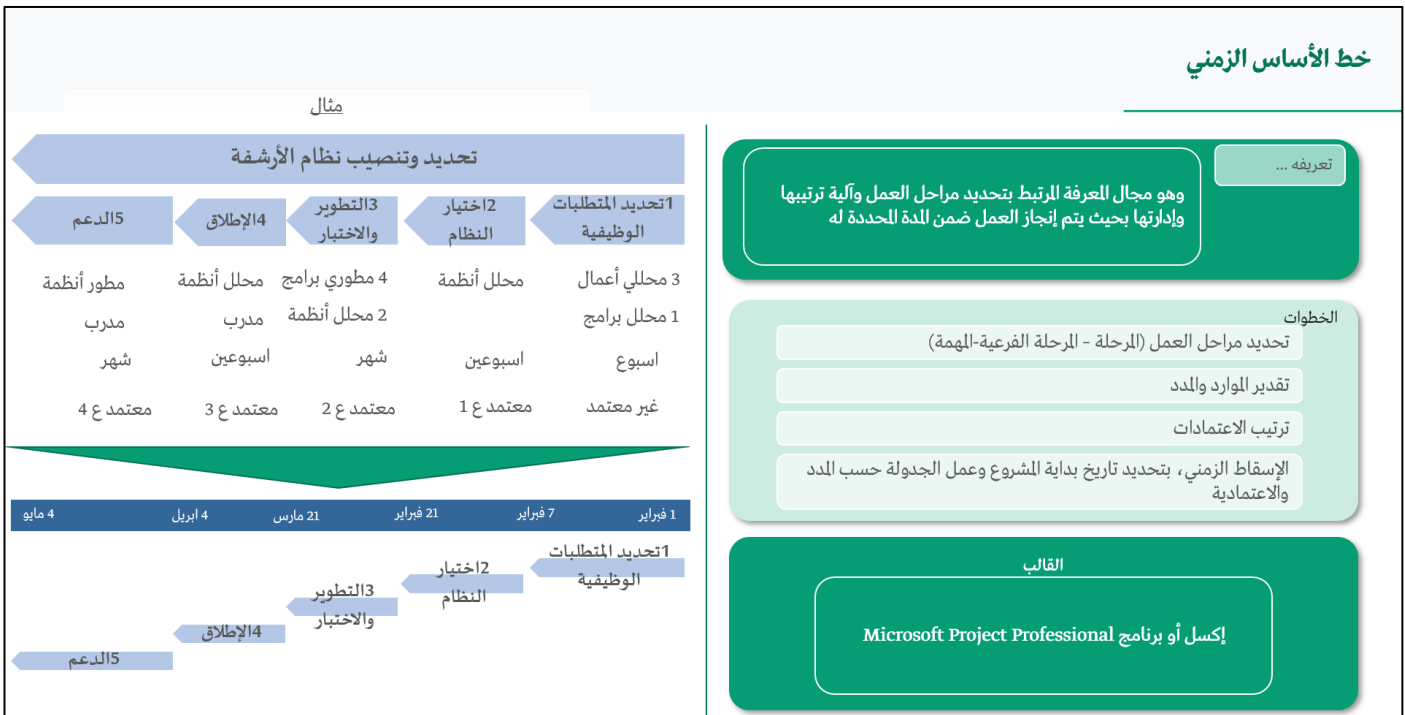 خط الأساس الزمني
تعريفه ...
وهو مجال المعرفة المرتبط بتحديد مراحل العمل وآلية ترتيبها
وإدارتها بحيث يتم إنجاز العمل ضمن المدة المحددة له
الخطوات
تحديد مراحل العمل (المرحلة – المرحلة الفرعية-المهمة)
تقدير الموارد والمدد
ترتيب الاعتمادات
الإسقاط الزمني، بتحديد تاريخ بداية المشروع وعمل الجدولة حسب المدد
والاعتمادية
القالب
إكسل أو برنامج Microsoft Project Professional
مثال
تحديد وتنصيب نظام الأرشفة
1تحديد المتطلبات
الوظيفية
2اختيار
النظام
3التطوير
والاختبار
4الإطلاق
5الدعم
3 محللي أعمال
محلل أنظمة
4 مطوري برامج
محلل أنظمة
مطور أنظمة
1 محلل برامج
2 محلل أنظمة
مدرب
مدرب
اسبوع
اسبوعين
شهر
اسبوعين
شهر
غير معتمد
معتمد ع 1
معتمد ع 2
معتمد ع 3
معتمد ع 4
1 فبراير
7 فبراير
21 فبراير
21 مارس
4 ابريل
4 مايو
1تحديد المتطلبات
الوظيفية
2اختيار
النظام
3التطوير
والاختبار
4الإطلاق
5الدعم